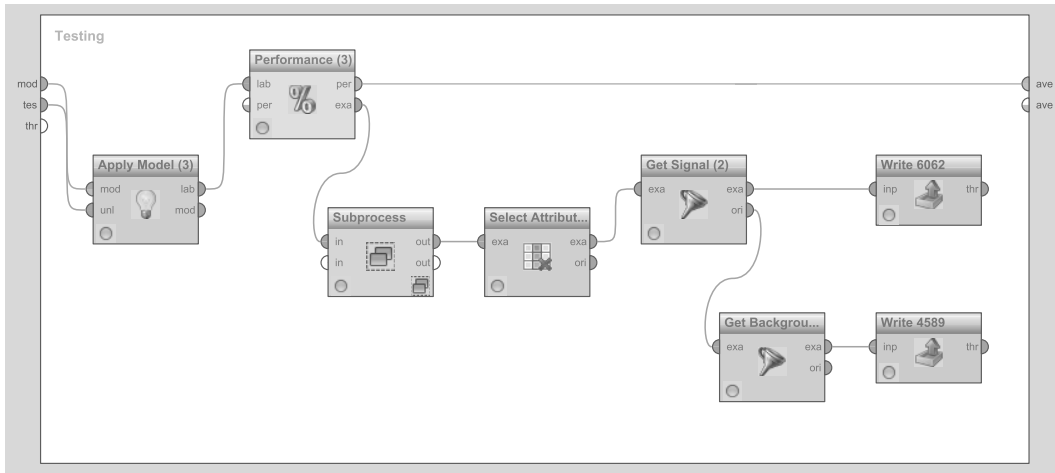 Testing
Performance (3)
mod
lab
per
ave
tes
per
exa
ave
thr
Apply Model (3)
Get Signal (2)
Write 6062
mod
lab
exa
exa
inp
thr
unl
mod
ori
Subprocess
Select Attribut...
in
out
exa
exa
in
out
ori
Get Backgrou...
Write 4589
exa
exa
inp
thr
ori